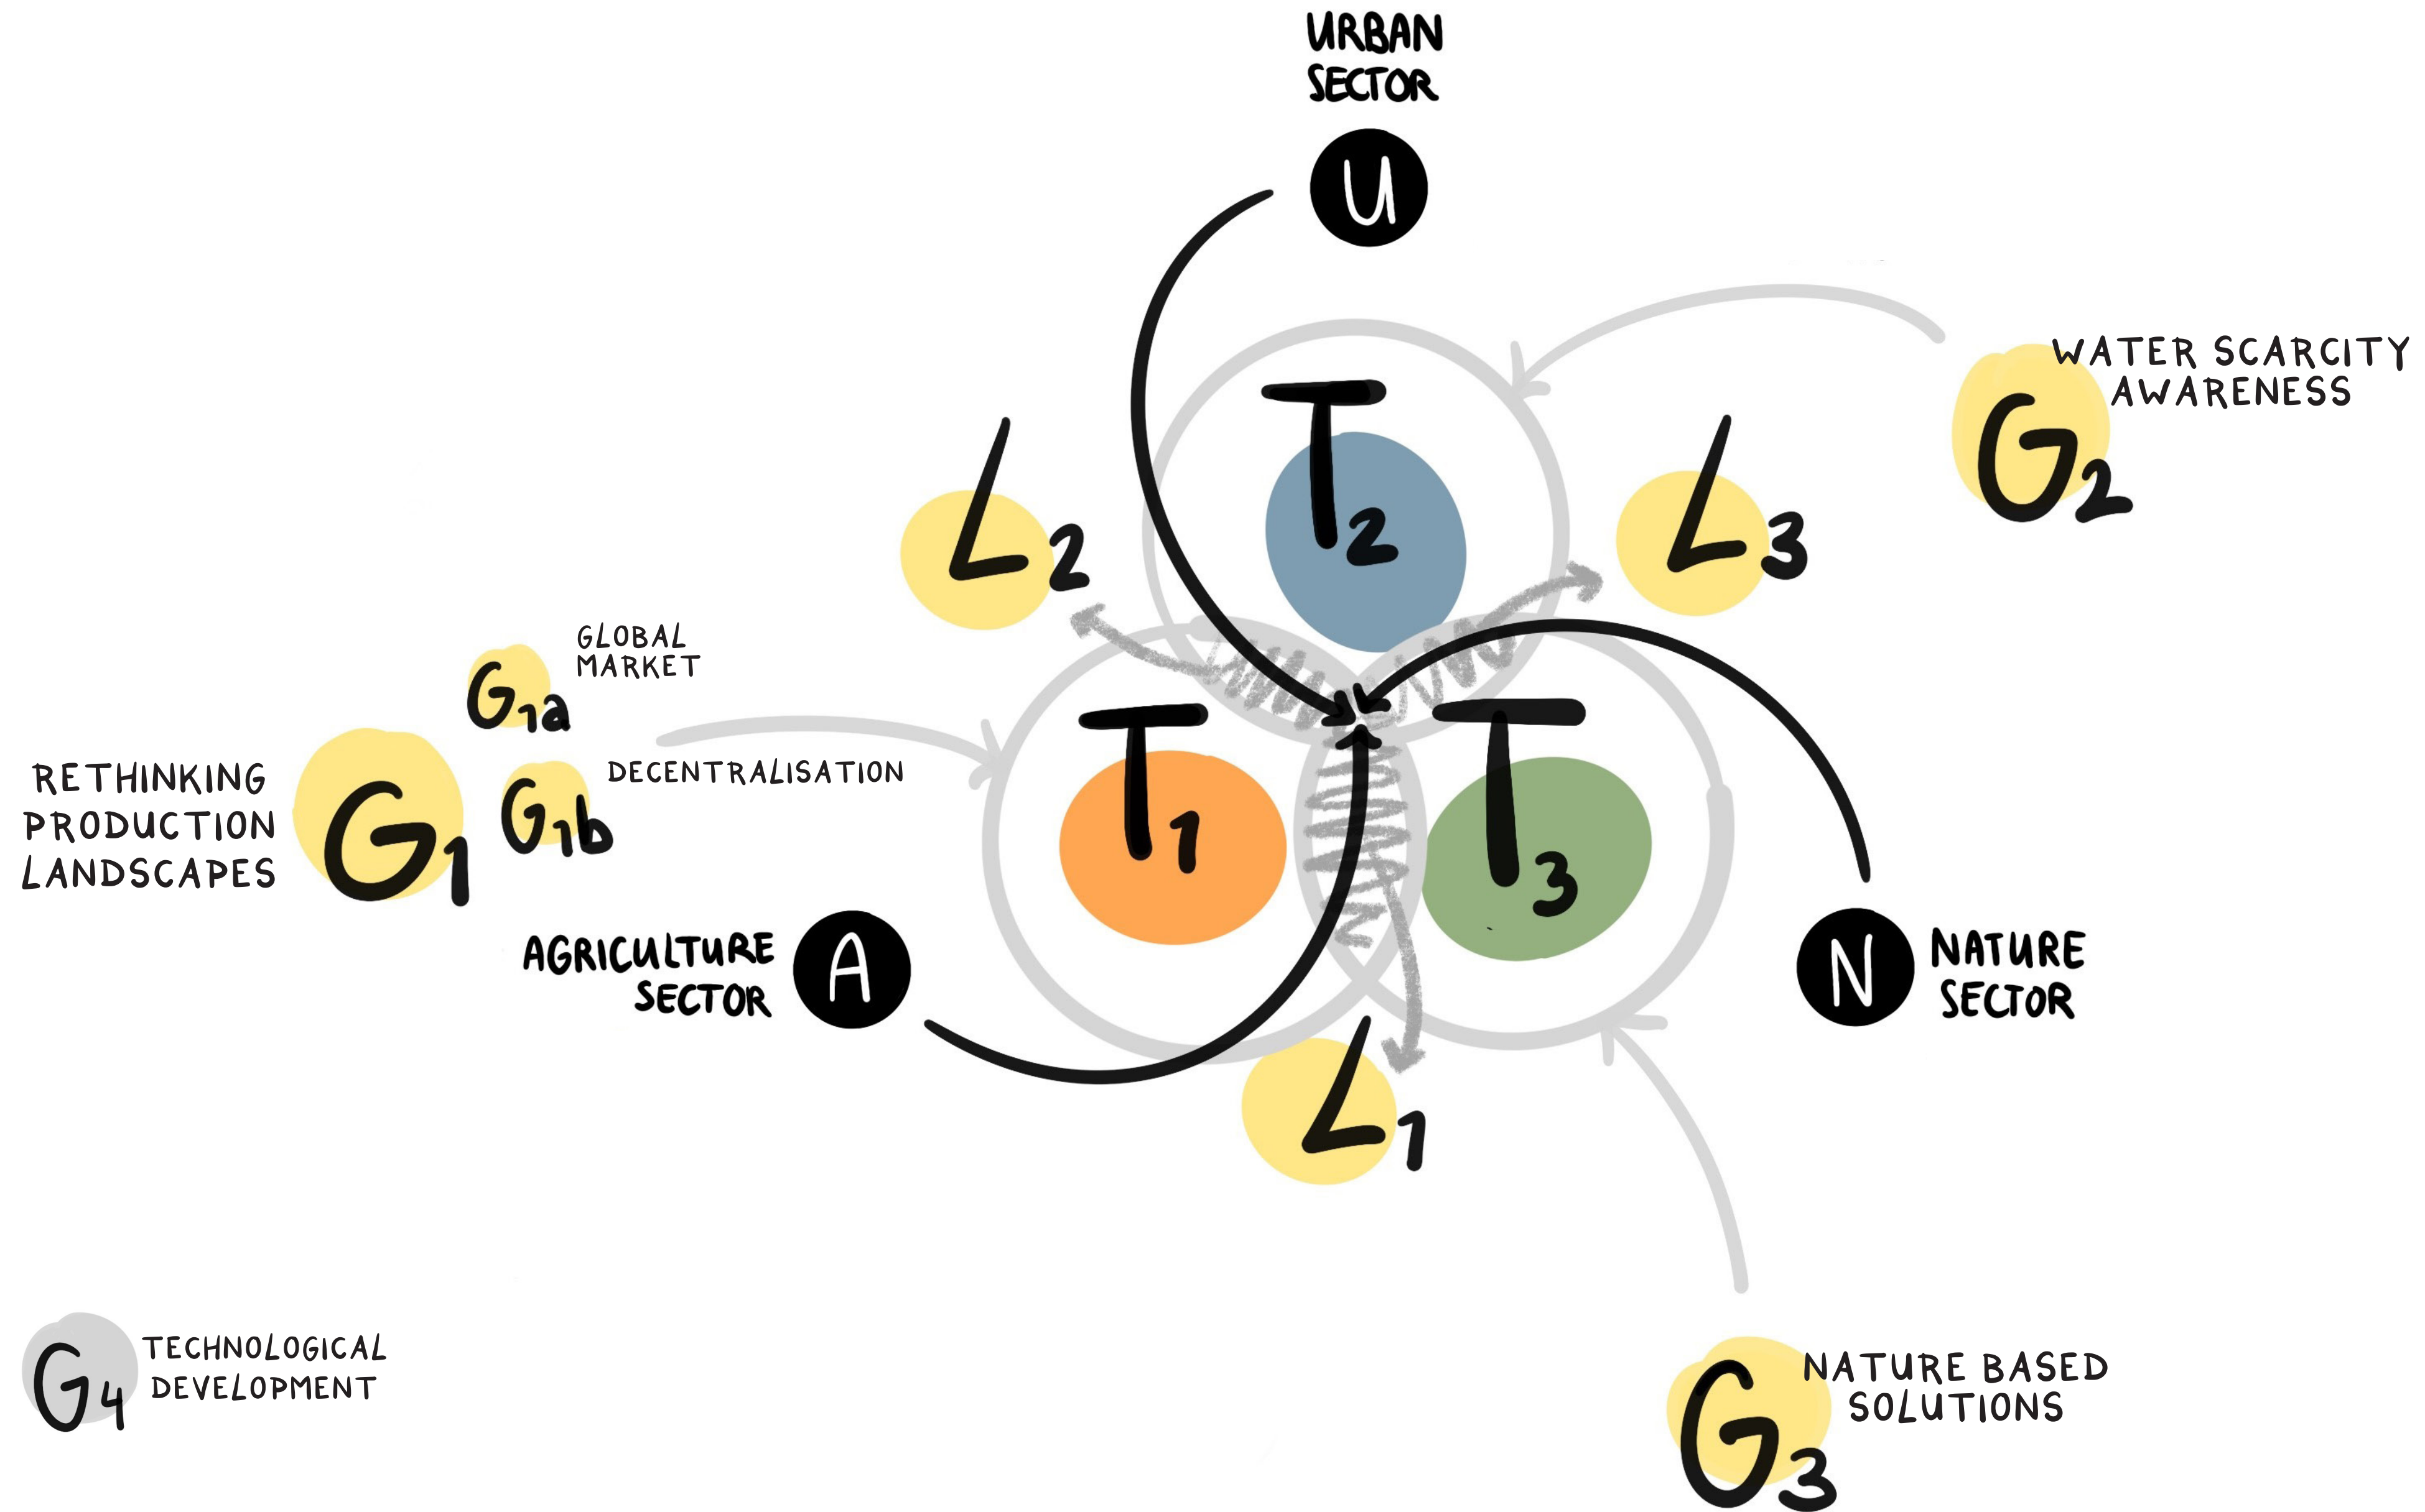 URBAN
SECTOR
U
T2
L2
L3
WATER SCARCITY
AWARENESS
G2
GLOBAL
MARKET
G1a
RETHINKING
PRODUCTION
LANDSCAPES
G1
G1b
DECENTRALISATION
T1
T3
AGRICULTURE
SECTOR
A
N
NATURE
SECTOR
L1
G4
TECHNOLOGICAL
DEVELOPMENT
G3
NATURE BASED
SOLUTIONS